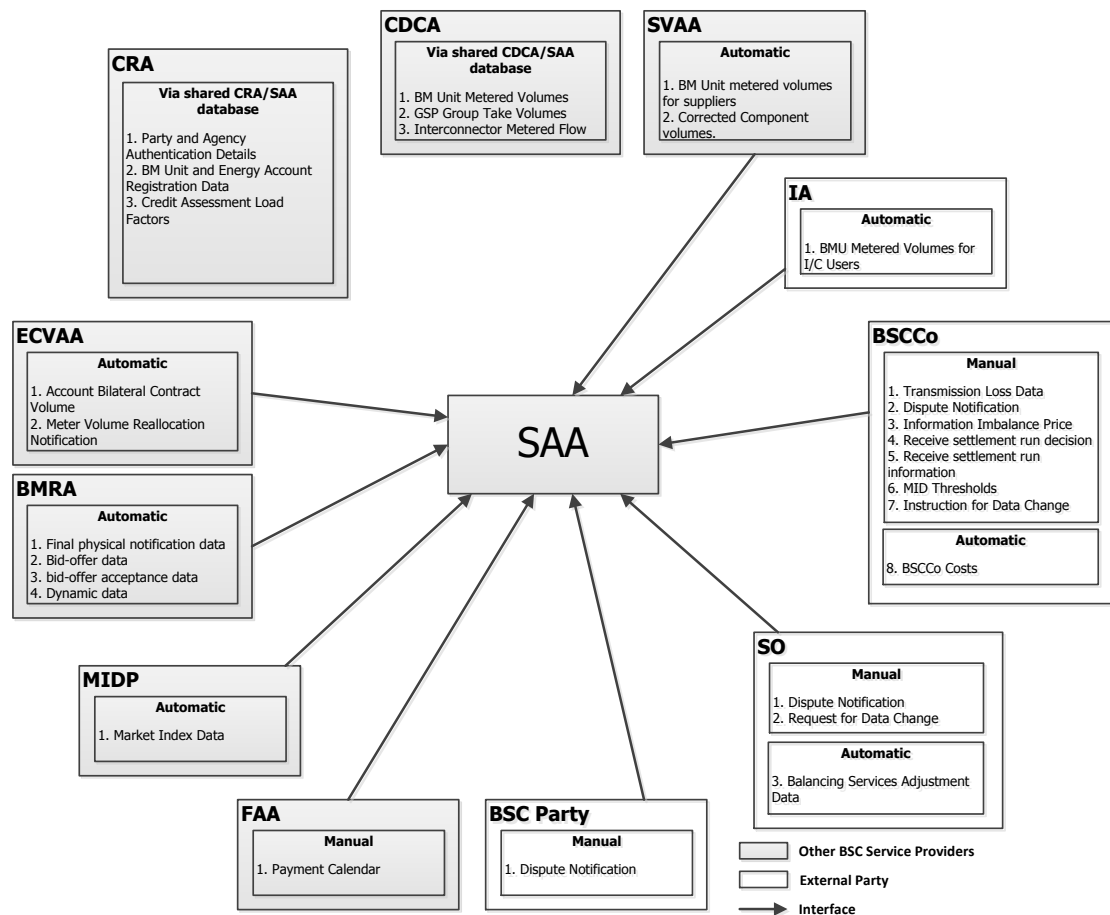 CRA
Via shared CRA/SAA
database
1. Party and Agency
Authentication Details
2. BM Unit and Energy Account
Registration Data
3. Credit Assessment Load
Factors
CDCA
Via shared CDCA/SAA
database
1. BM Unit Metered Volumes
2. GSP Group Take Volumes
3. Interconnector Metered Flow
SVAA
Automatic
1. BM Unit metered volumes
for suppliers
2. Corrected Component
volumes.
IA
Automatic
1. BMU Metered Volumes for
I/C Users
ECVAA
Automatic
1. Account Bilateral Contract
Volume
2. Meter Volume Reallocation
Notification
BSCCo
Manual
1. Transmission Loss Data
2. Dispute Notification
3. Information Imbalance Price
4. Receive settlement run decision
5. Receive settlement run
information
6. MID Thresholds
7. Instruction for Data Change
Automatic
8. BSCCo Costs
SAA
BMRA
Automatic
1. Final physical notification data
2. Bid-offer data
3. bid-offer acceptance data
4. Dynamic data
MIDP
Automatic
1. Market Index Data
SO
Manual
1. Dispute Notification
2. Request for Data Change
Automatic
3. Balancing Services Adjustment
Data
FAA
Manual
1. Payment Calendar
BSC Party
Manual
1. Dispute Notification
Other BSC Service Providers
External Party
Interface